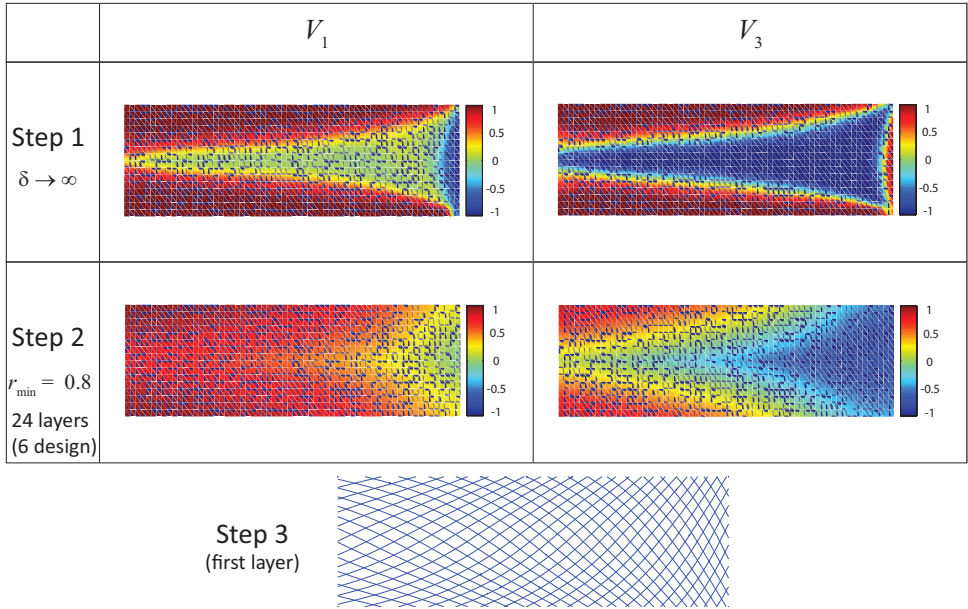 V₁
V₃
Step 1
δ → ∞
1
0.5
0
-0.5
-1
1
0.5
0
-0.5
-1
Step 2
r_min = 0.8
24 layers
(6 design)
1
0.5
0
-0.5
-1
1
0.5
0
-0.5
-1
Step 3
(first layer)